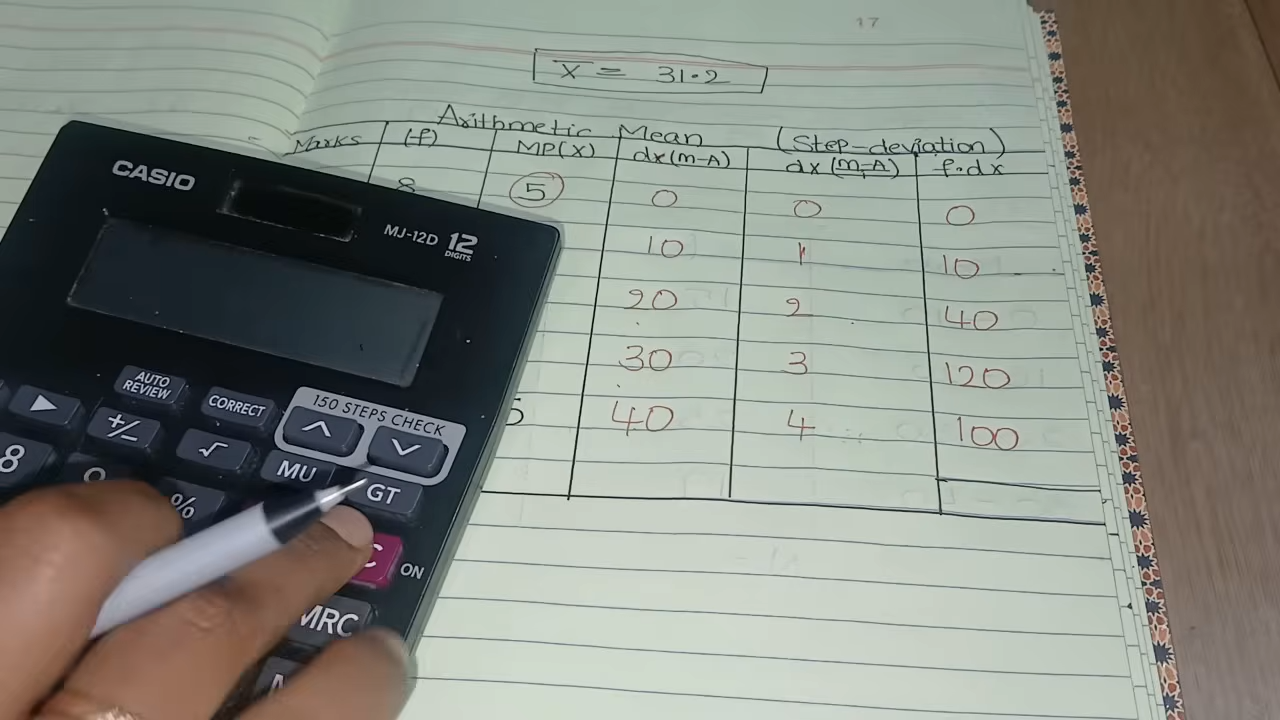 17
x̄ = 31.2
Arithmetic Mean (Step-deviation)
Marks (f) MP(X) dx(m-A) dx(m-A) f.dx
8 5 0 0 0
10 1 10
20 2 40
30 3 120
5 40 4 100
CASIO
MJ-12D 12 DIGITS
AUTO REVIEW
CORRECT
150 STEPS CHECK
+/−
√
MU
GT
8
9
%
C
ON
MRC